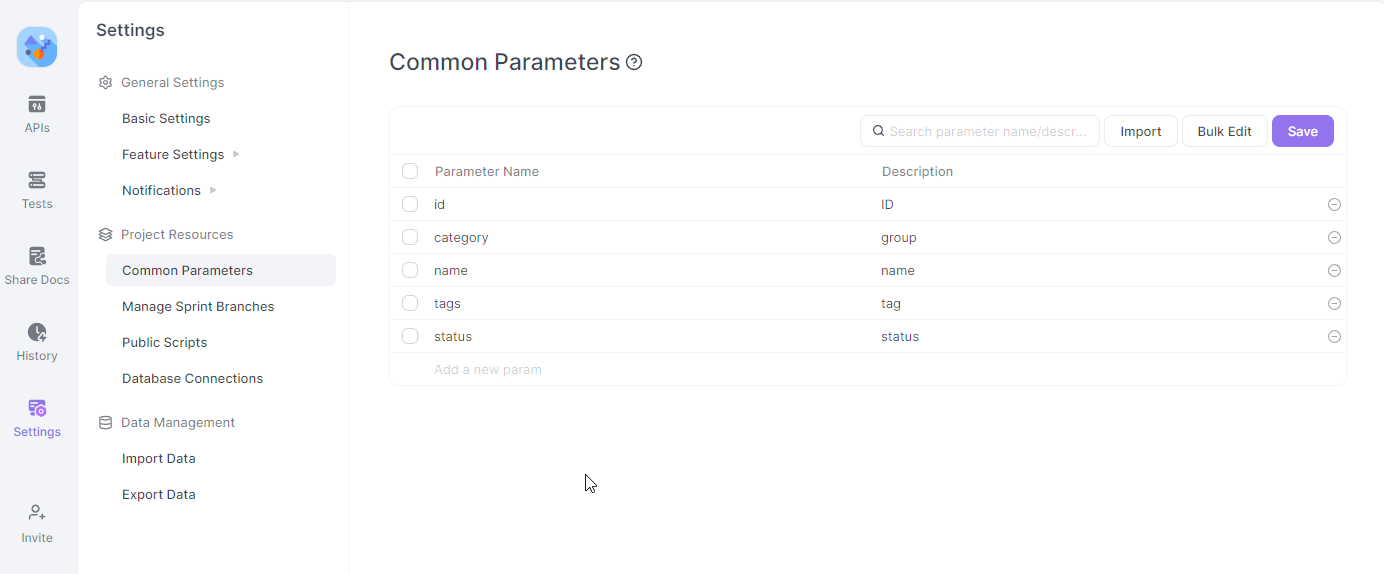 APIs
Tests
Share Docs
History
Settings
Invite
Settings
General Settings
Basic Settings
Feature Settings
Notifications
Project Resources
Common Parameters
Manage Sprint Branches
Public Scripts
Database Connections
Data Management
Import Data
Export Data
Common Parameters ?
Search parameter name/descr... Import Bulk Edit Save
Parameter Name Description
id ID
category group
name name
tags tag
status status
Add a new param